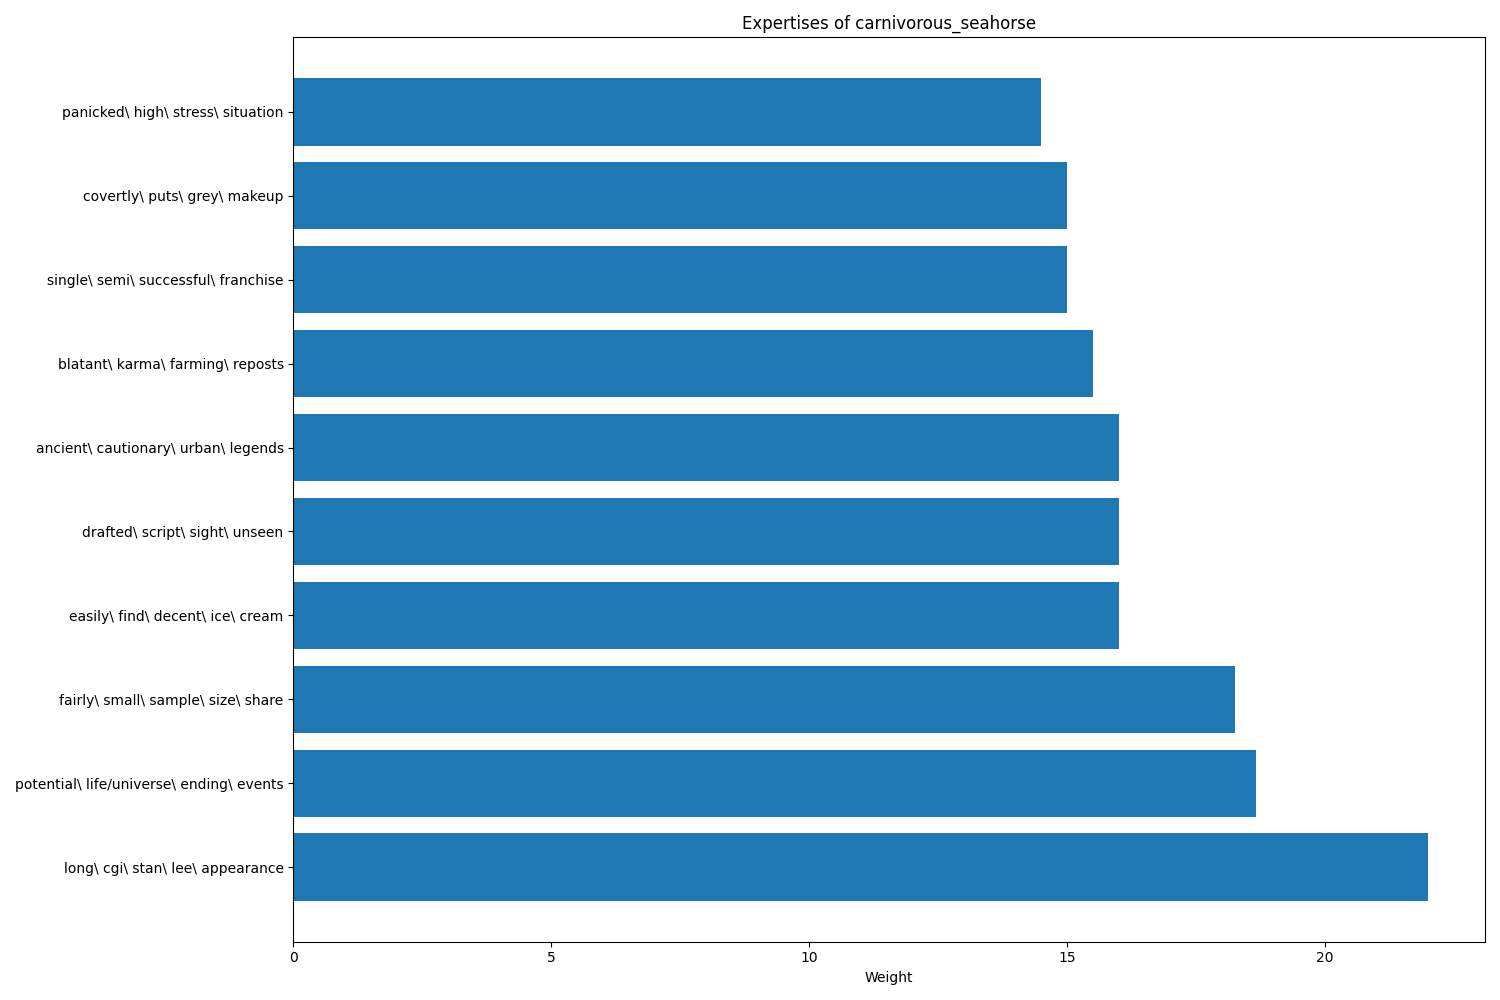 Expertises of carnivorous_seahorse
panicked\ high\ stress\ situation
covertly\ puts\ grey\ makeup
single\ semi\ successful\ franchise
blatant\ karma\ farming\ reposts
ancient\ cautionary\ urban\ legends
drafted\ script\ sight\ unseen
easily\ find\ decent\ ice\ cream
fairly\ small\ sample\ size\ share
potential\ life/universe\ ending\ events
long\ cgi\ stan\ lee\ appearance
0 5 10 15 20
Weight